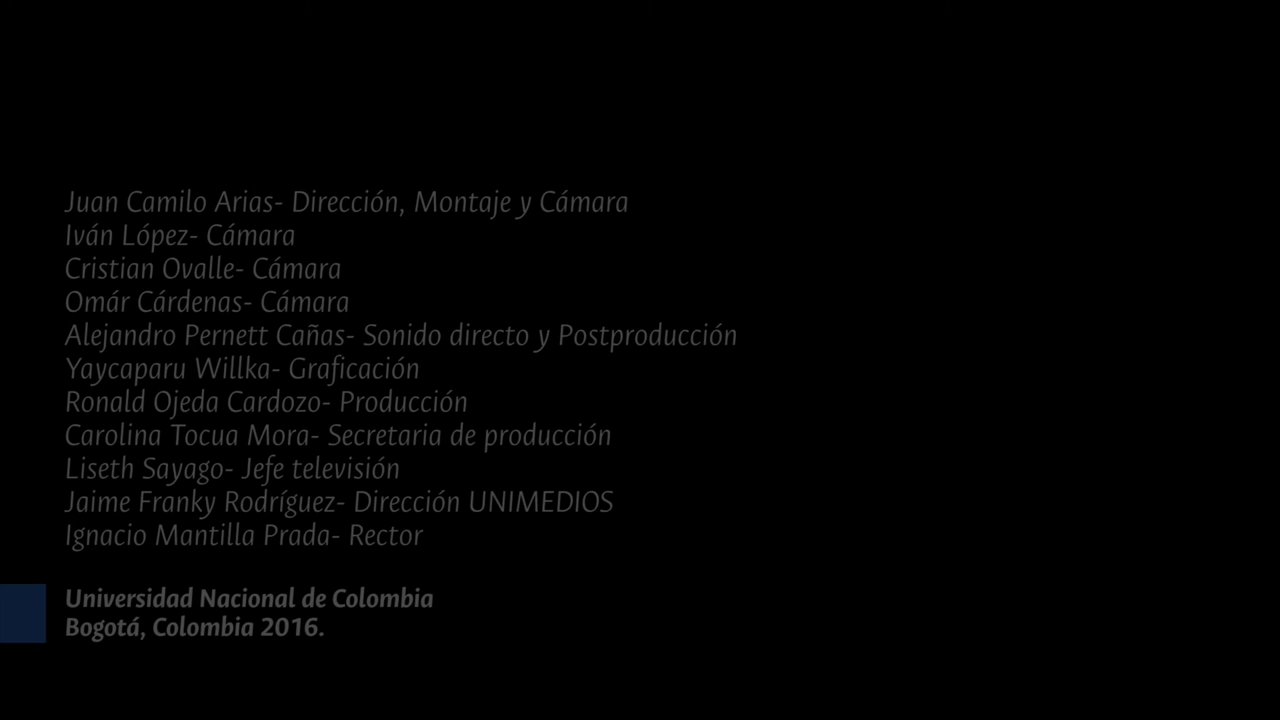 Juan Camilo Arias- Dirección, Montaje y Cámara
Iván López- Cámara
Cristian Ovalle- Cámara
Omár Cárdenas- Cámara
Alejandro Pernett Cañas- Sonido directo y Postproducción
Yaycaparu Willka- Graficación
Ronald Ojeda Cardozo- Producción
Carolina Tocua Mora- Secretaria de producción
Liseth Sayago- Jefe televisión
Jaime Franky Rodríguez- Dirección UNIMEDIOS
Ignacio Mantilla Prada- Rector
Universidad Nacional de Colombia
Bogotá, Colombia 2016.